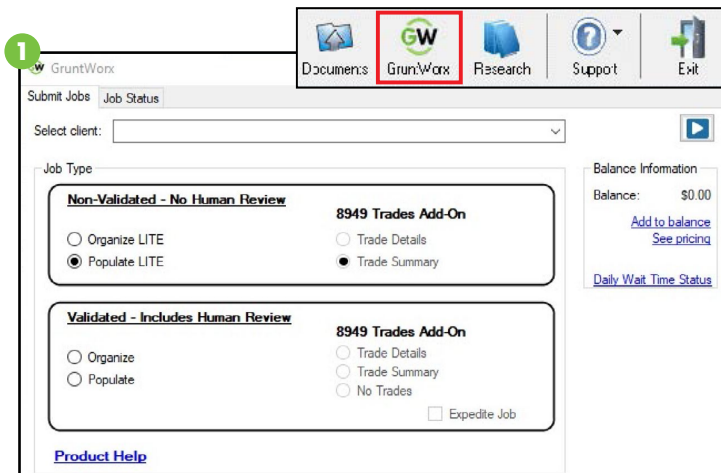 1
GW
Documents GruntWorx Research Support Exit
W GruntWorx
Submit Jobs Job Status
Select client:
Job Type
Non-Validated - No Human Review
8949 Trades Add-On
Organize LITE
Trade Details
Populate LITE
Trade Summary
Validated - Includes Human Review
8949 Trades Add-On
Organize
Trade Details
Populate
Trade Summary
No Trades
Expedite Job
Product Help
Balance Information
Balance: $0.00
Add to balance
See pricing
Daily Wait Time Status